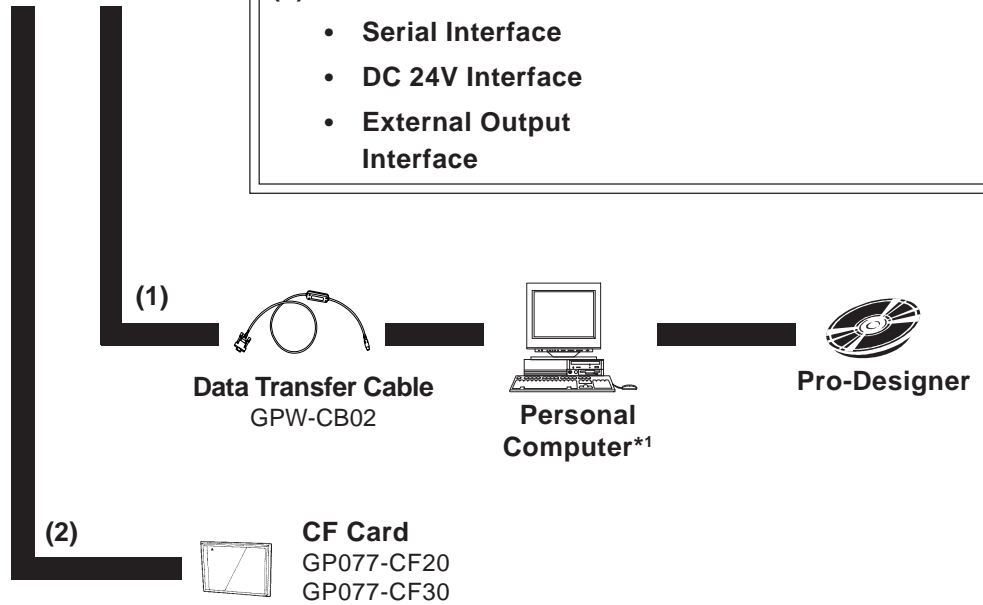 • Serial Interface
• DC 24V Interface
• External Output
Interface
(1)
Data Transfer Cable
GPW-CB02
Personal
Computer*1
Pro-Designer
(2)
CF Card
GP077-CF20
GP077-CF30